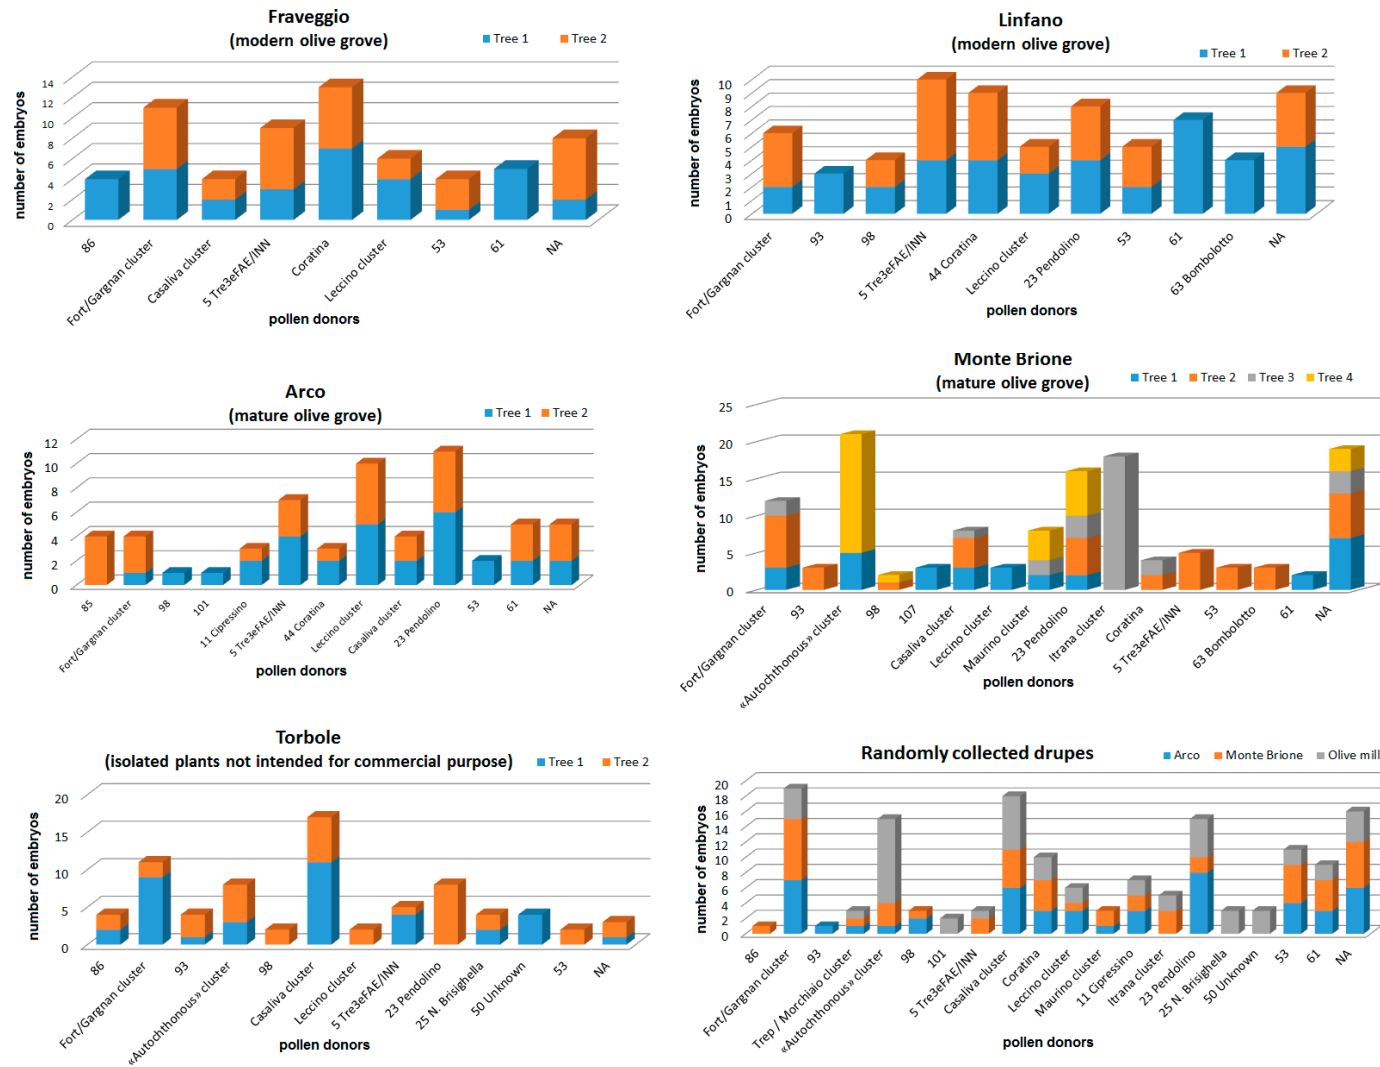 Fraveggio
(modern olive grove)
Tree 1
Tree 2
number of embryos
14
12
10
8
6
4
2
0
86
Fort/Gargnan cluster
Casaliva cluster
5 Tre3eFAE/INN
Coratina
Leccino cluster
53
61
NA
pollen donors
Linfano
(modern olive grove)
Tree 1
Tree 2
number of embryos
10
9
8
7
6
5
4
3
2
1
0
Fort/Gargnan cluster
93
98
5 Tre3eFAE/INN
44 Coratina
Leccino cluster
23 Pendolino
53
61
63 Bombolotto
NA
pollen donors
Arco
(mature olive grove)
Tree 1
Tree 2
number of embryos
12
10
8
6
4
2
0
85
Fort/Gargnan cluster
98
101
11 Cipressino
5 Tre3eFAE/INN
44 Coratina
Leccino cluster
Casaliva cluster
23 Pendolino
53
61
NA
pollen donors
Monte Brione
(mature olive grove)
Tree 1
Tree 2
Tree 3
Tree 4
number of embryos
25
20
15
10
5
0
Fort/Gargnan cluster
93
«Autochthonous» cluster
98
107
Casaliva cluster
Leccino cluster
Maurino cluster
23 Pendolino
Itrana cluster
Coratina
5 Tre3eFAE/INN
53
63 Bombolotto
61
NA
pollen donors
Torbole
(isolated plants not intended for commercial purpose)
Tree 1
Tree 2
number of embryos
20
15
10
5
0
86
Fort/Gargnan cluster
93
«Autochthonous» cluster
98
Casaliva cluster
Leccino cluster
5 Tre3eFAE/INN
23 Pendolino
25 N. Brisighella
50 Unknown
53
NA
pollen donors
Randomly collected drupes
Arco
Monte Brione
Olive mill
number of embryos
20
18
16
14
12
10
8
6
4
2
0
86
Fort/Gargnan cluster
93
Trep / Morchiaio cluster
«Autochthonous» cluster
98
101
5 Tre3eFAE/INN
Casaliva cluster
Coratina
Leccino cluster
Maurino cluster
11 Cipressino
Itrana cluster
23 Pendolino
25 N. Brisighella
50 Unknown
53
61
NA
pollen donors